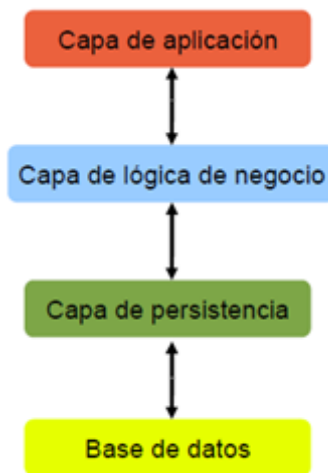 Capa de aplicación
Capa de lógica de negocio
Capa de persistencia
Base de datos